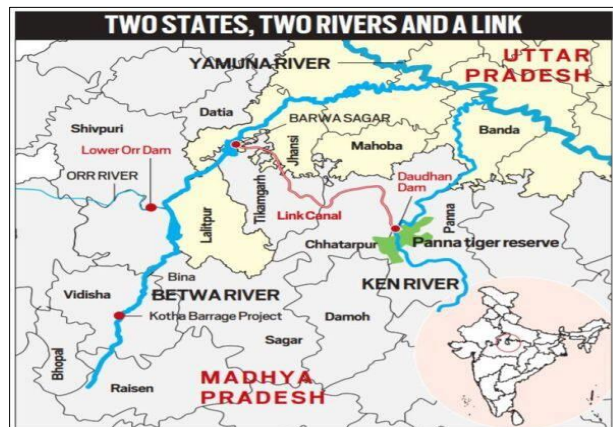 TWO STATES, TWO RIVERS AND A LINK
UTTAR
PRADESH
YAMUNA RIVER
Datia
BARWA SAGAR
Shivpuri
Banda
Jhansi
Mahoba
Lower Orr Dam
Daudhan
Dam
ORR RIVER
Tikamgarh
Lalitpur
Link Canal
Panna
Chhatarpur
Panna tiger reserve
Bina
Vidisha
BETWA RIVER
KEN RIVER
Kotha Barrage Project
Damoh
Sagar
Bhopal
Raisen
MADHYA
PRADESH